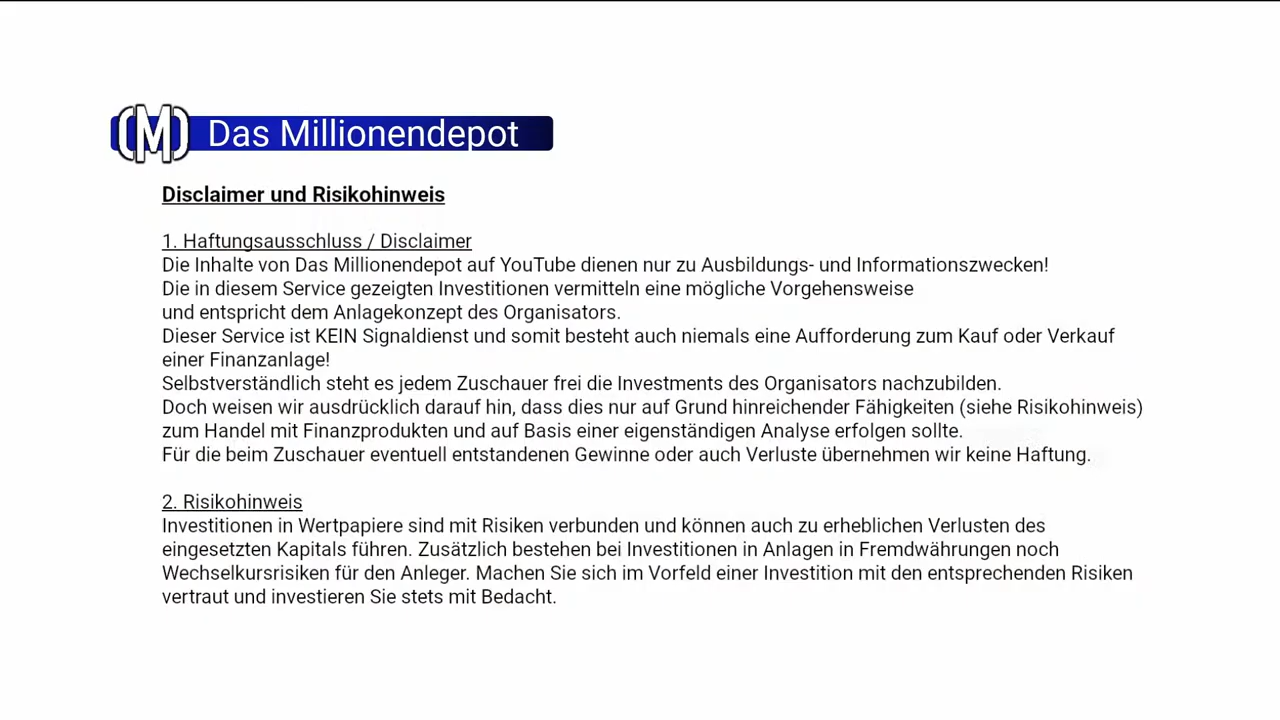 (M) Das Millionendepot
Disclaimer und Risikohinweis
1. Haftungsausschluss / Disclaimer
Die Inhalte von Das Millionendepot auf YouTube dienen nur zu Ausbildungs- und Informationszwecken!
Die in diesem Service gezeigten Investitionen vermitteln eine mögliche Vorgehensweise
und entspricht dem Anlagekonzept des Organisators.
Dieser Service ist KEIN Signaldienst und somit besteht auch niemals eine Aufforderung zum Kauf oder Verkauf
einer Finanzanlage!
Selbstverständlich steht es jedem Zuschauer frei die Investments des Organisators nachzubilden.
Doch weisen wir ausdrücklich darauf hin, dass dies nur auf Grund hinreichender Fähigkeiten (siehe Risikohinweis)
zum Handel mit Finanzprodukten und auf Basis einer eigenständigen Analyse erfolgen sollte.
Für die beim Zuschauer eventuell entstandenen Gewinne oder auch Verluste übernehmen wir keine Haftung.
2. Risikohinweis
Investitionen in Wertpapiere sind mit Risiken verbunden und können auch zu erheblichen Verlusten des
eingesetzten Kapitals führen. Zusätzlich bestehen bei Investitionen in Anlagen in Fremdwährungen noch
Wechselkursrisiken für den Anleger. Machen Sie sich im Vorfeld einer Investition mit den entsprechenden Risiken
vertraut und investieren Sie stets mit Bedacht.